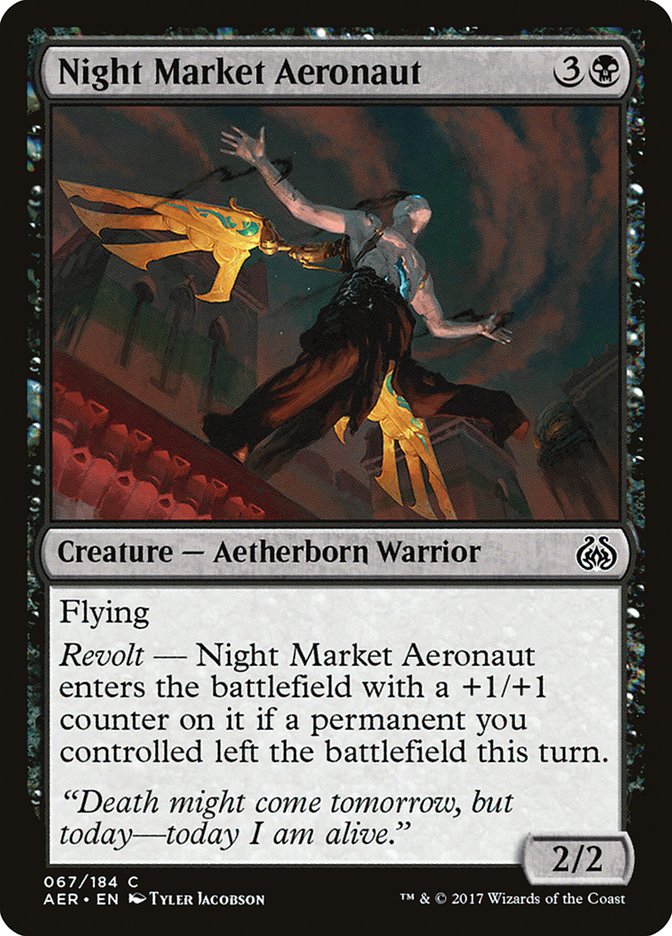 Night Market Aeronaut 3
Creature — Aetherborn Warrior
Flying
Revolt — Night Market Aeronaut
enters the battlefield with a +1/+1
counter on it if a permanent you
controlled left the battlefield this turn.
“Death might come tomorrow, but
today—today I am alive.”
2/2
067/184 C
AER • EN Tyler Jacobson
™ & © 2017 Wizards of the Coast